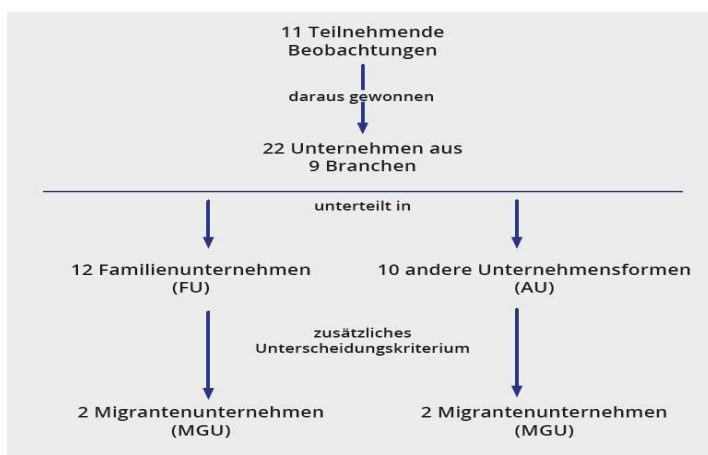 11 Teilnehmende
Beobachtungen
daraus gewonnen
22 Unternehmen aus
9 Branchen
unterteilt in
12 Familienunternehmen
(FU)
10 andere Unternehmensformen
(AU)
zusätzliches
Unterscheidungskriterium
2 Migrantenunternehmen
(MGU)
2 Migrantenunternehmen
(MGU)